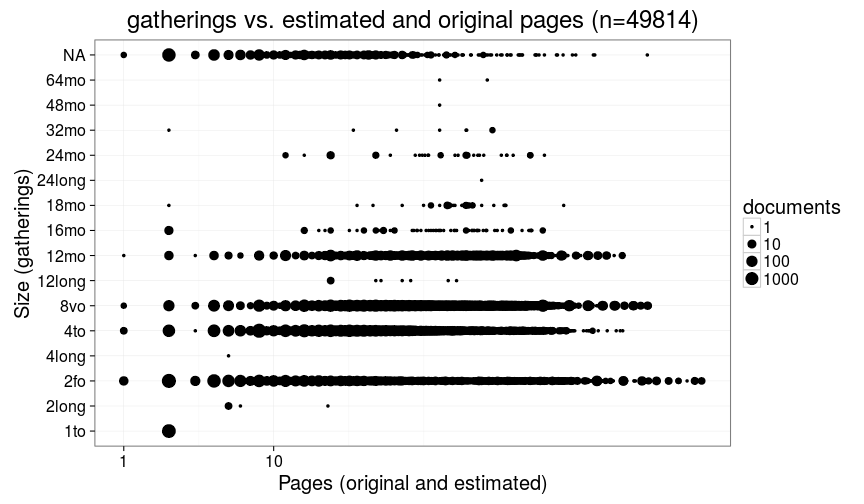 gatherings vs. estimated and original pages (n=49814)
NA
64mo
48mo
32mo
24mo
24long
18mo
16mo
12mo
12long
8vo
4to
4long
2fo
2long
1to
Size (gatherings)
1
10
Pages (original and estimated)
documents
1
10
100
1000